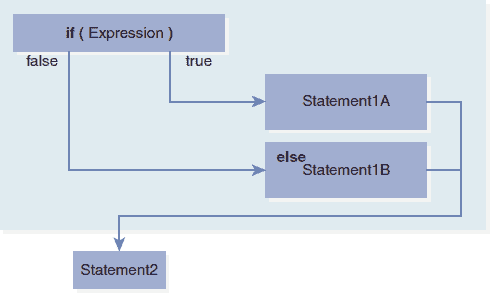 if ( Expression )
false
true
Statement1A
else
Statement1B
Statement2